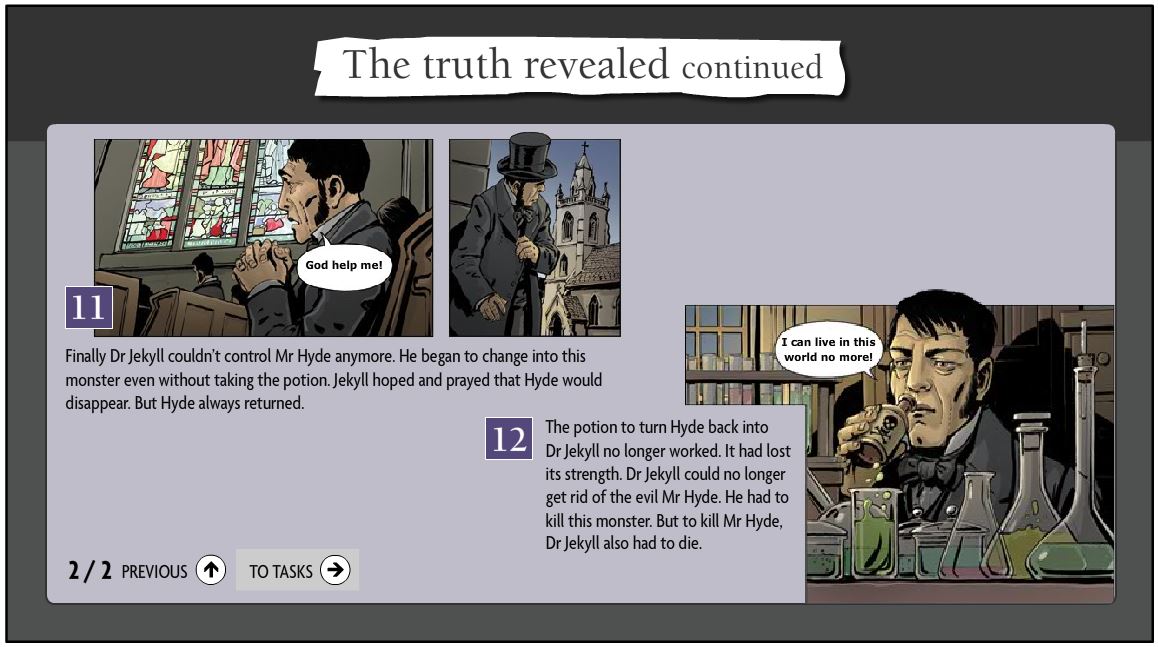 The truth revealed continued
God help me!
11
Finally Dr Jekyll couldn't control Mr Hyde anymore. He began to change into this
monster even without taking the potion. Jekyll hoped and prayed that Hyde would
disappear. But Hyde always returned.
I can live in this
world no more!
12
The potion to turn Hyde back into
Dr Jekyll no longer worked. It had lost
its strength. Dr Jekyll could no longer
get rid of the evil Mr Hyde. He had to
kill this monster. But to kill Mr Hyde,
Dr Jekyll also had to die.
2 / 2 PREVIOUS TO TASKS